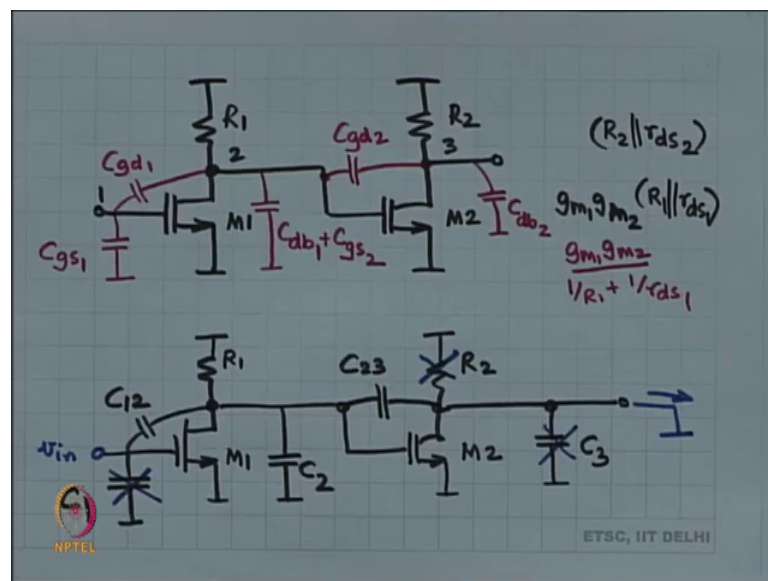 R1
R2
Cgd1
2
Cgd2
3
(R2||rds2)
1
M1
Cdb1+Cgs2
M2
Cdb2
gm1gm2(R1||rds1)
Cgs1
gm1gm2
1/R1 + 1/rds1
R1
C23
R2
C12
vin
M1
C2
M2
C3
C1
NPTEL
ETSC, IIT DELHI